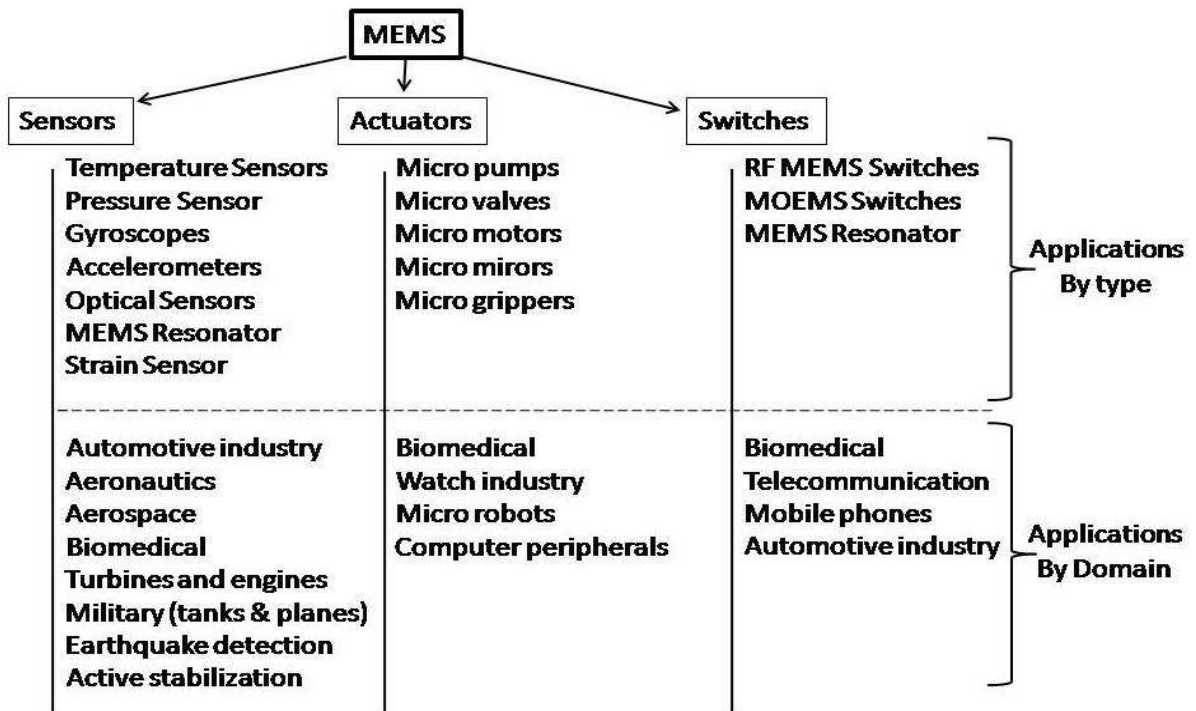 MEMS
Sensors
Actuators
Switches
Temperature Sensors
Pressure Sensor
Gyroscopes
Accelerometers
Optical Sensors
MEMS Resonator
Strain Sensor
Micro pumps
Micro valves
Micro motors
Micro mirors
Micro grippers
RF MEMS Switches
MOEMS Switches
MEMS Resonator
Applications
By type
Automotive industry
Aeronautics
Aerospace
Biomedical
Turbines and engines
Military (tanks & planes)
Earthquake detection
Active stabilization
Biomedical
Watch industry
Micro robots
Computer peripherals
Biomedical
Telecommunication
Mobile phones
Automotive industry
Applications
By Domain